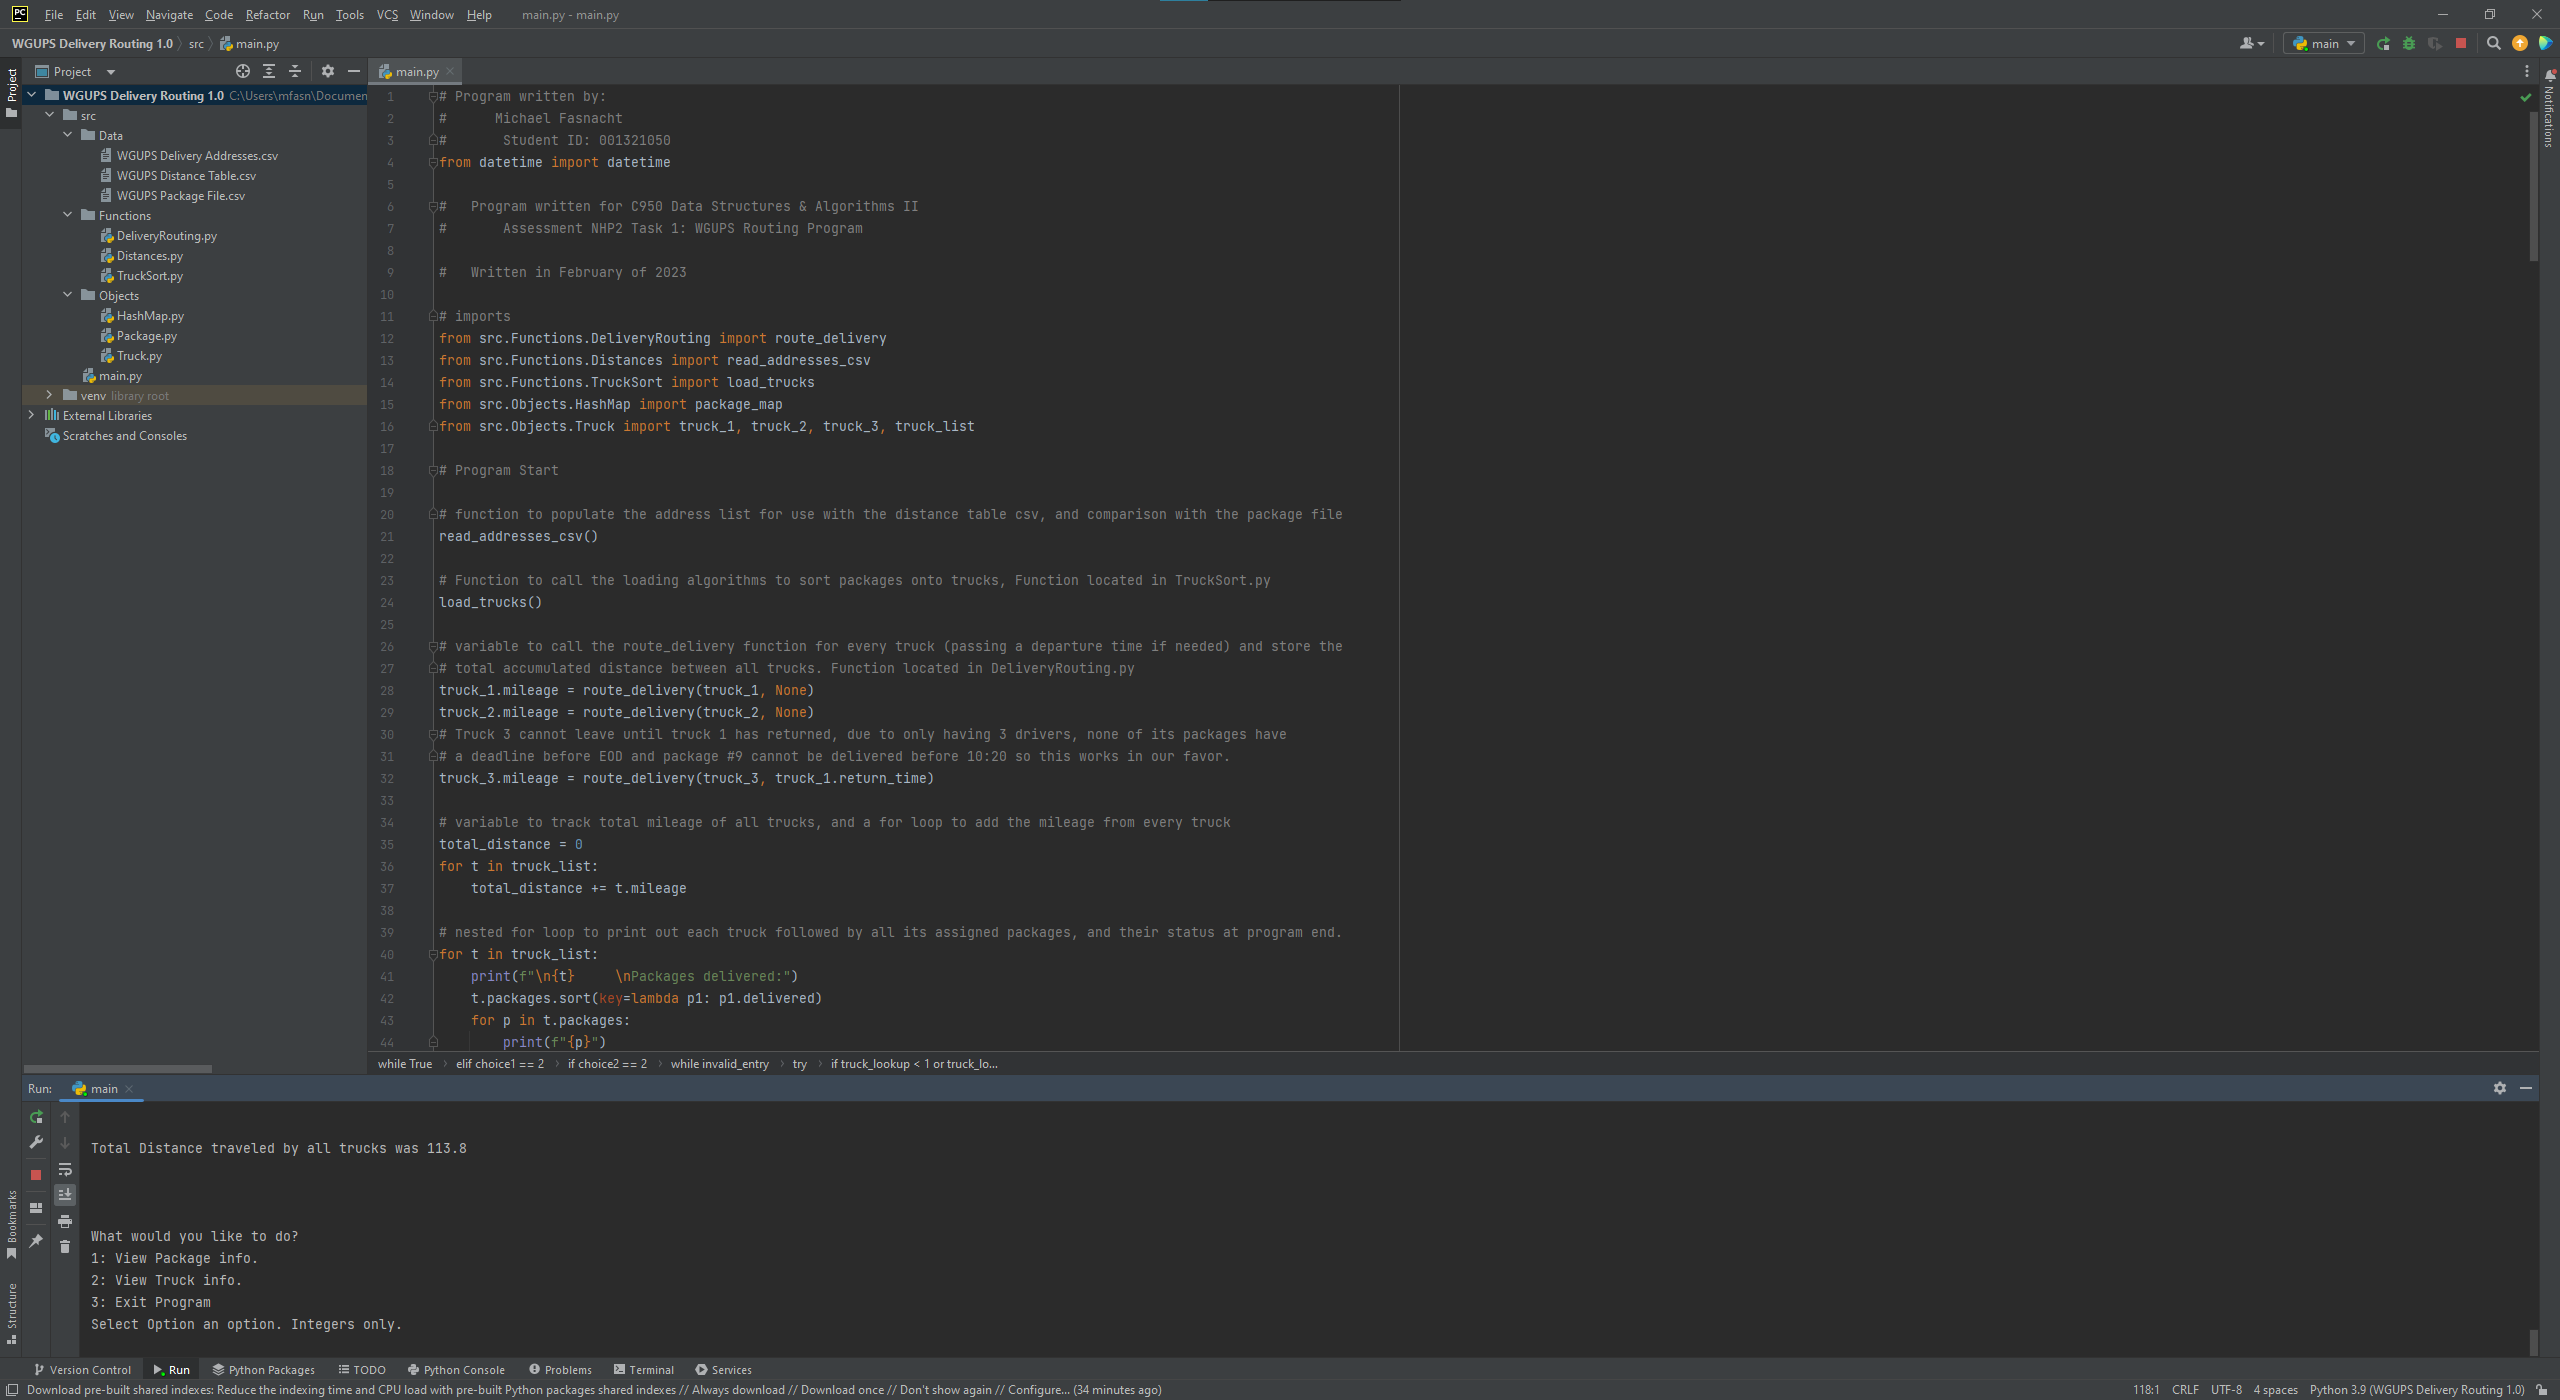 PC File Edit View Navigate Code Refactor Run Tools VCS Window Help main.py - main.py
WGUPS Delivery Routing 1.0 src main.py main
Project
Project main.py
WGUPS Delivery Routing 1.0 C:\Users\mfasn\Documen
src
Data
WGUPS Delivery Addresses.csv
WGUPS Distance Table.csv
WGUPS Package File.csv
Functions
DeliveryRouting.py
Distances.py
TruckSort.py
Objects
HashMap.py
Package.py
Truck.py
main.py
venv library root
External Libraries
Scratches and Consoles
1 # Program written by:
2 #      Michael Fasnacht
3 #       Student ID: 001321050
4 from datetime import datetime
5
6 #   Program written for C950 Data Structures & Algorithms II
7 #       Assessment NHP2 Task 1: WGUPS Routing Program
8
9 #   Written in February of 2023
10
11 # imports
12 from src.Functions.DeliveryRouting import route_delivery
13 from src.Functions.Distances import read_addresses_csv
14 from src.Functions.TruckSort import load_trucks
15 from src.Objects.HashMap import package_map
16 from src.Objects.Truck import truck_1, truck_2, truck_3, truck_list
17
18 # Program Start
19
20 # function to populate the address list for use with the distance table csv, and comparison with the package file
21 read_addresses_csv()
22
23 # Function to call the loading algorithms to sort packages onto trucks, Function located in TruckSort.py
24 load_trucks()
25
26 # variable to call the route_delivery function for every truck (passing a departure time if needed) and store the
27 # total accumulated distance between all trucks. Function located in DeliveryRouting.py
28 truck_1.mileage = route_delivery(truck_1, None)
29 truck_2.mileage = route_delivery(truck_2, None)
30 # Truck 3 cannot leave until truck 1 has returned, due to only having 3 drivers, none of its packages have
31 # a deadline before EOD and package #9 cannot be delivered before 10:20 so this works in our favor.
32 truck_3.mileage = route_delivery(truck_3, truck_1.return_time)
33
34 # variable to track total mileage of all trucks, and a for loop to add the mileage from every truck
35 total_distance = 0
36 for t in truck_list:
37     total_distance += t.mileage
38
39 # nested for loop to print out each truck followed by all its assigned packages, and their status at program end.
40 for t in truck_list:
41     print(f"\n{t}     \nPackages delivered:")
42     t.packages.sort(key=lambda p1: p1.delivered)
43     for p in t.packages:
44         print(f"{p}")
while True elif choice1 == 2 if choice2 == 2 while invalid_entry try if truck_lookup < 1 or truck_lo...
Notifications
Run: main
Total Distance traveled by all trucks was 113.8
What would you like to do?
1: View Package info.
2: View Truck info.
3: Exit Program
Select Option an option. Integers only.
Bookmarks
Structure
Version Control Run Python Packages TODO Python Console Problems Terminal Services
Download pre-built shared indexes: Reduce the indexing time and CPU load with pre-built Python packages shared indexes // Always download // Download once // Don't show again // Configure... (34 minutes ago) 118:1 CRLF UTF-8 4 spaces Python 3.9 (WGUPS Delivery Routing 1.0)